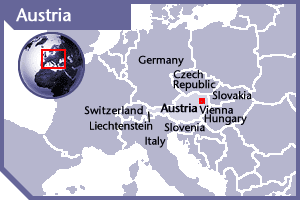 Austria
Germany
Czech
Republic
Slovakia
Austria
Vienna
Switzerland
Hungary
Liechtenstein
Slovenia
Italy